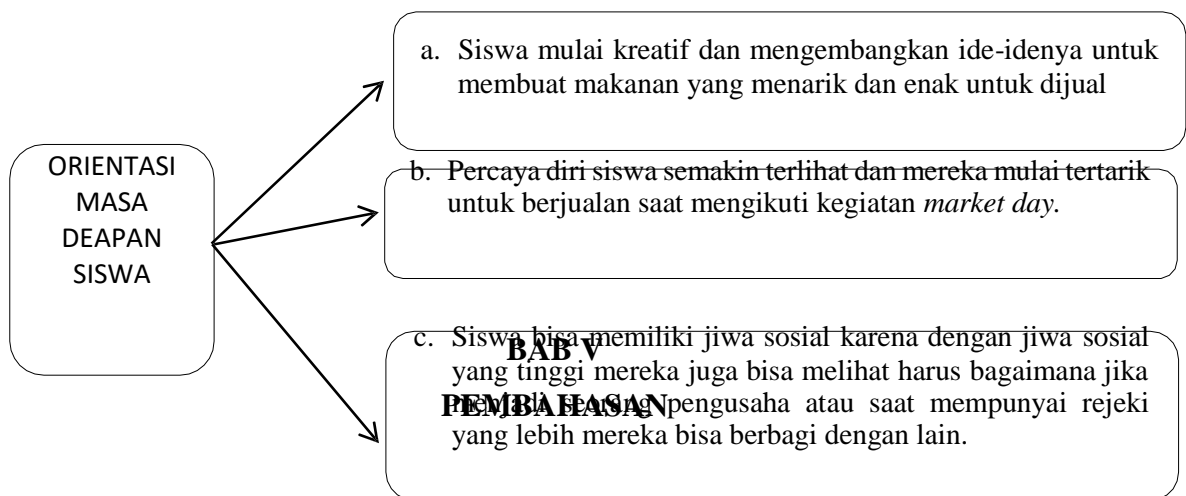 ORIENTASI
MASA
DEAPAN
SISWA
a. Siswa mulai kreatif dan mengembangkan ide-idenya untuk
membuat makanan yang menarik dan enak untuk dijual
b. Percaya diri siswa semakin terlihat dan mereka mulai tertarik
untuk berjualan saat mengikuti kegiatan market day.
c. Siswa bisa memiliki jiwa sosial karena dengan jiwa sosial
BAB V
yang tinggi mereka juga bisa melihat harus bagaimana jika
PEMBAHASAN
menjadi seorang pengusaha atau saat mempunyai rejeki
yang lebih mereka bisa berbagi dengan lain.